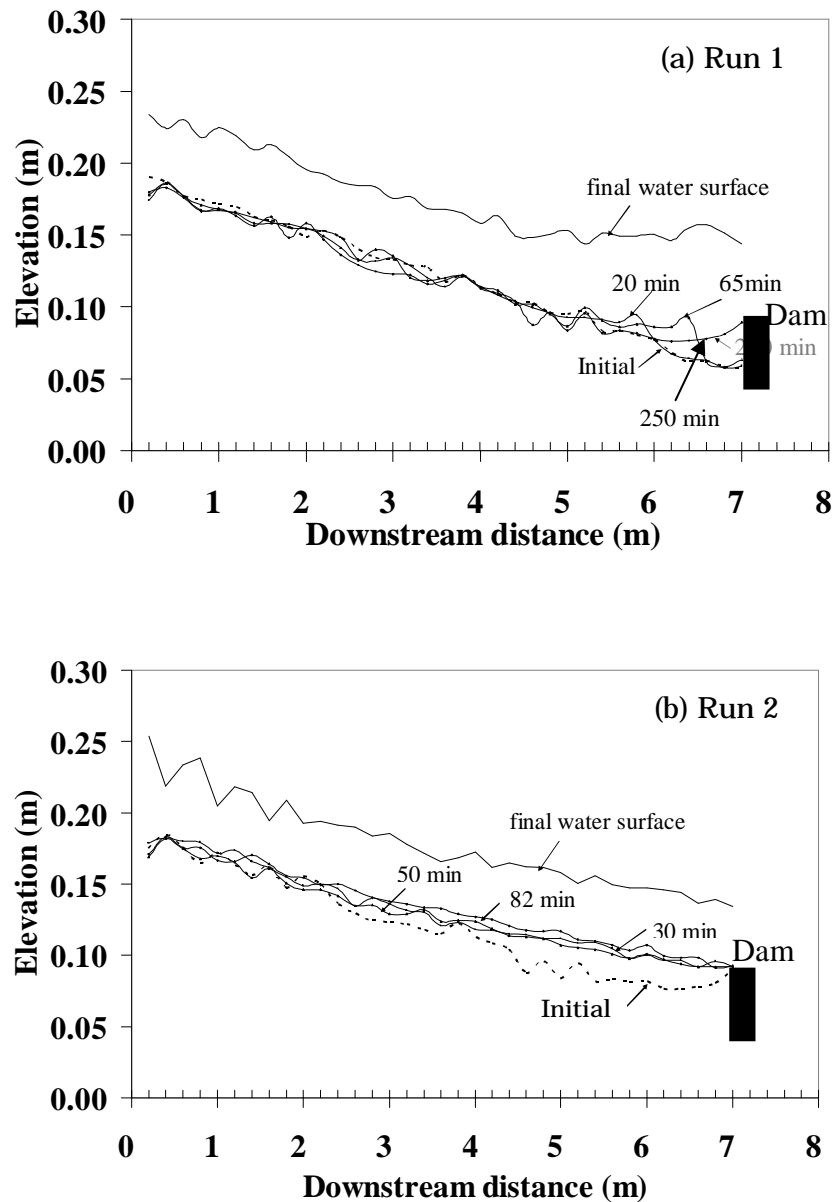 0.30
(a) Run 1
0.25
0.20
final water surface
0.15
20 min 65min
0.10
Dam
Initial
min
0.05
250 min
0.00
0 1 2 3 4 5 6 7 8
Downstream distance (m)
Elevation (m)
0.30
(b) Run 2
0.25
0.20
final water surface
50 min
0.15
82 min
30 min
0.10
Dam
Initial
0.05
0.00
0 1 2 3 4 5 6 7 8
Downstream distance (m)
Elevation (m)